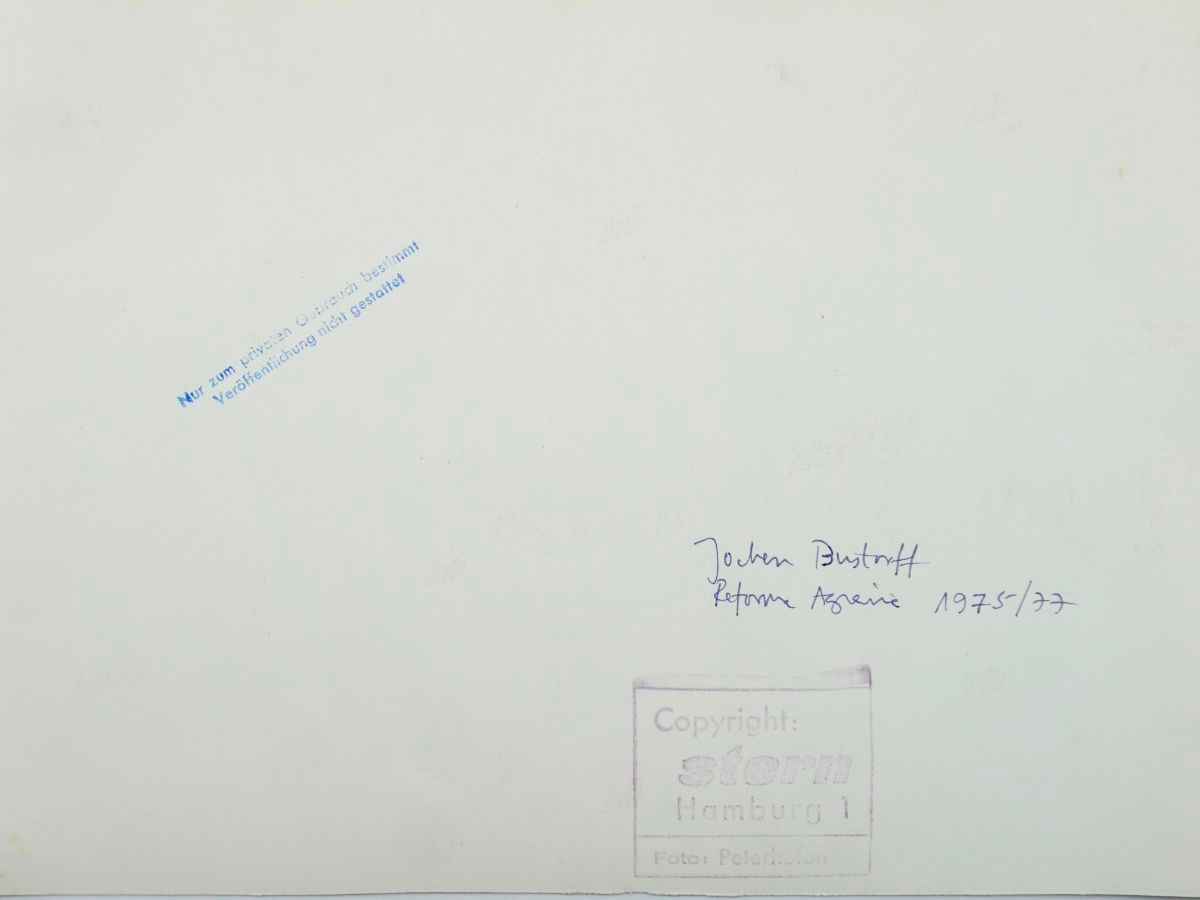 Nur zum privaten Gebrauch bestimmt
Veröffentlichung nicht gestattet
Jochen Bustorff
Reforma Agraria 1975/77
Copyright:
stern
Hamburg 1
Foto: Peterhofen